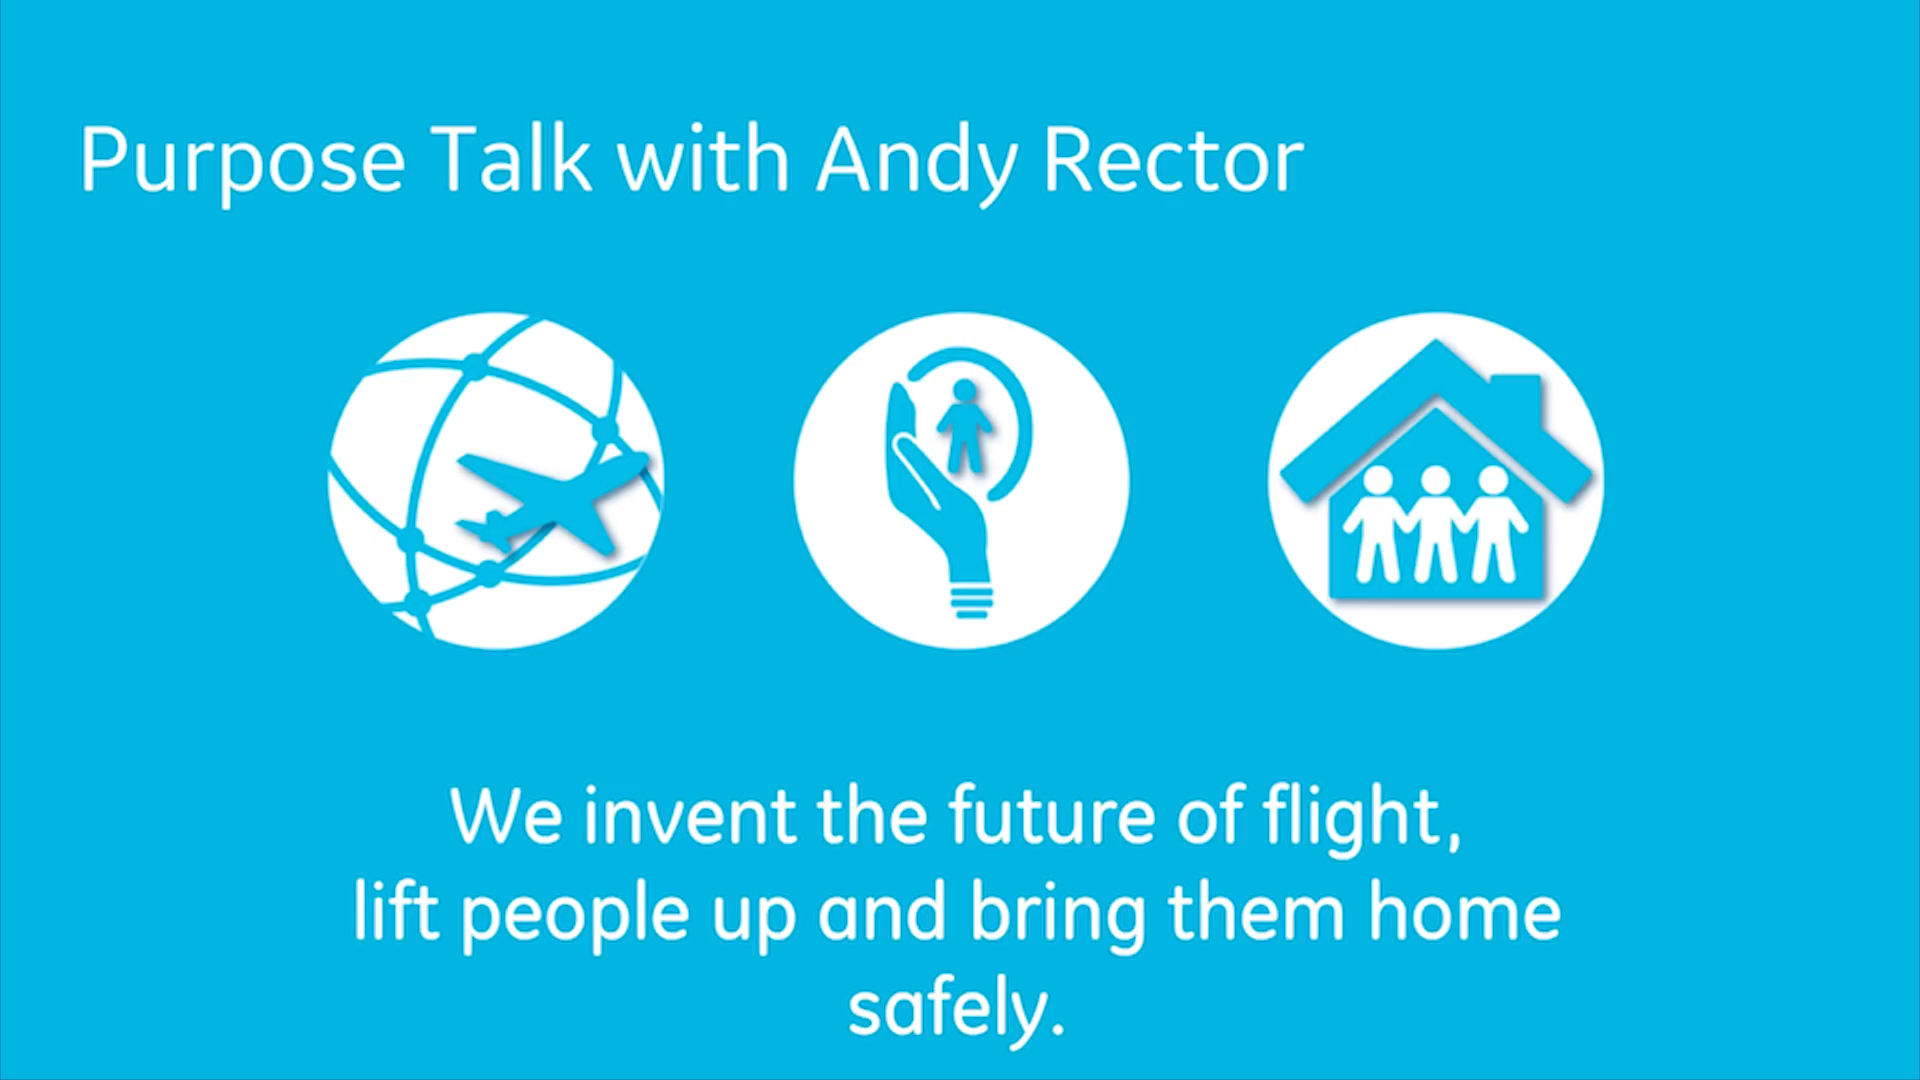 Purpose Talk with Andy Rector
We invent the future of flight,
lift people up and bring them home
safely.